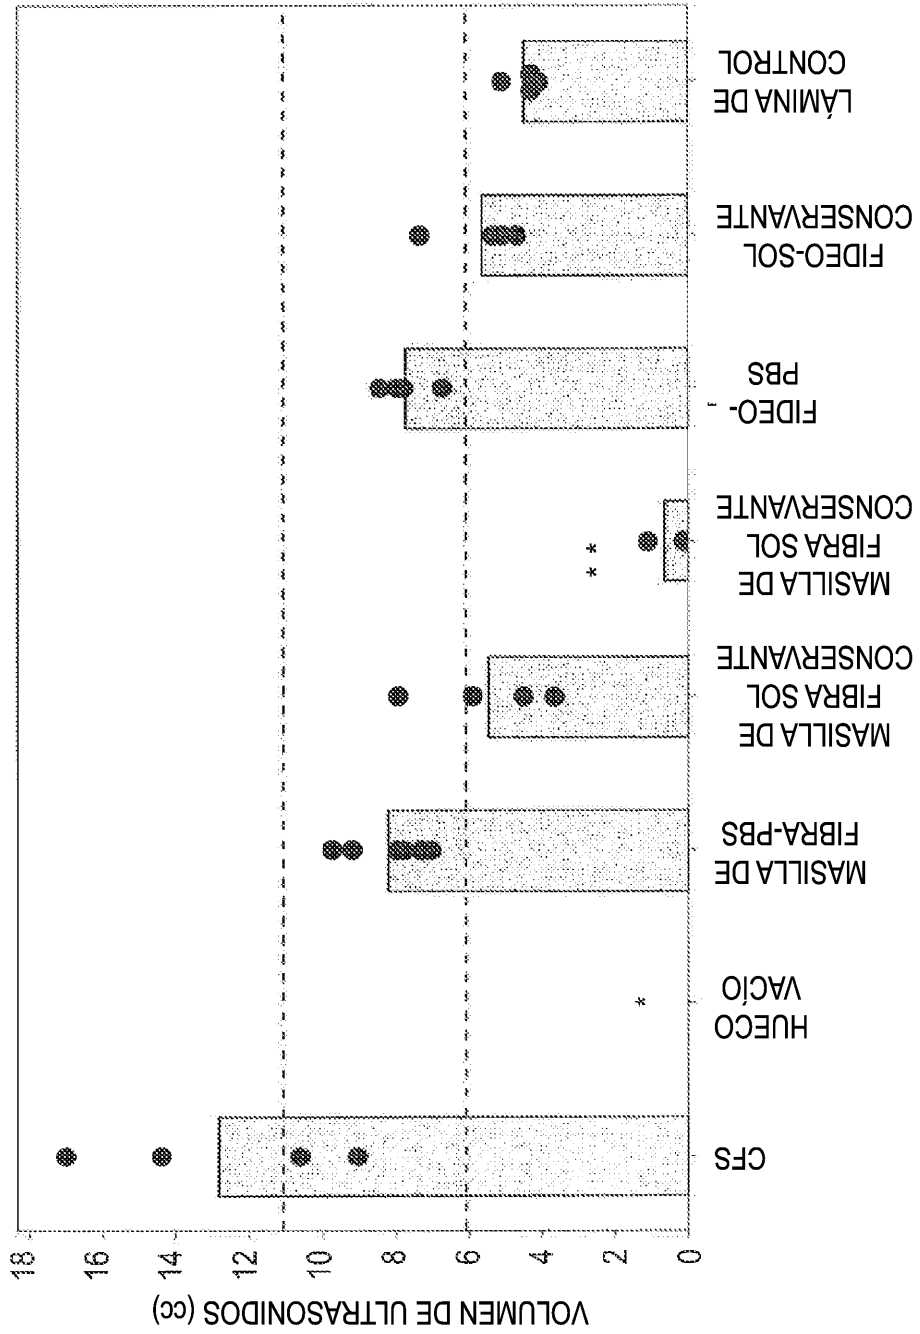 VOLUMEN DE ULTRASONIDOS (cc)
18
16
14
12
10
8
6
4
2
0
CFS
HUECO
VACÍO
*
MASILLA DE
FIBRA-PBS
MASILLA DE
FIBRA SOL
CONSERVANTE
MASILLA DE
FIBRA SOL
CONSERVANTE
* *
FIDEO-
PBS
FIDEO-SOL
CONSERVANTE
LÁMINA DE
CONTROL